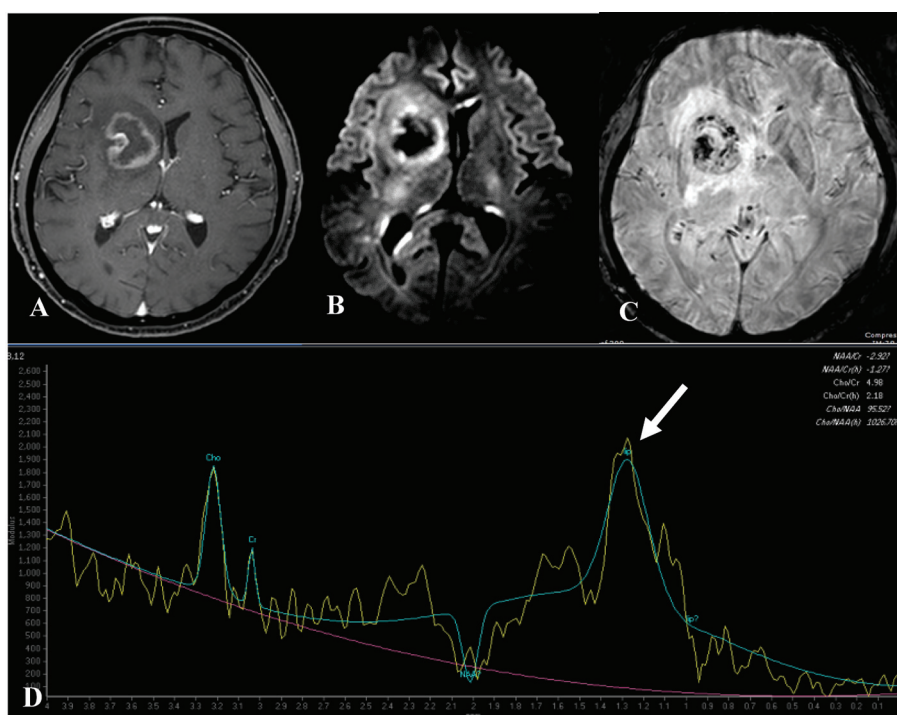 A
B
C
Compress
8.12
NAA/Cr -2.92?
NAA/Cr(h) -1.27?
Cho/Cr 4.98
Cho/Cr(h) 2.18
Cho/NAA 95.52?
Cho/NAA(h) 1026.70
2,600
2,500
2,400
2,300
2,200
2,100
2,000
1,900
1,800
1,700
1,600
1,500
1,400
1,300
1,200
1,100
1,000
900
800
700
600
500
400
300
200
100
Modulus
Cho
Cr
NAA
lip
lip?
D
4 3.9 3.8 3.7 3.6 3.5 3.4 3.3 3.2 3.1 3 2.9 2.8 2.7 2.6 2.5 2.4 2.3 2.2 2.1 2 1.9 1.8 1.7 1.6 1.5 1.4 1.3 1.2 1.1 1 0.9 0.8 0.7 0.6 0.5 0.4 0.3 0.2 0.1